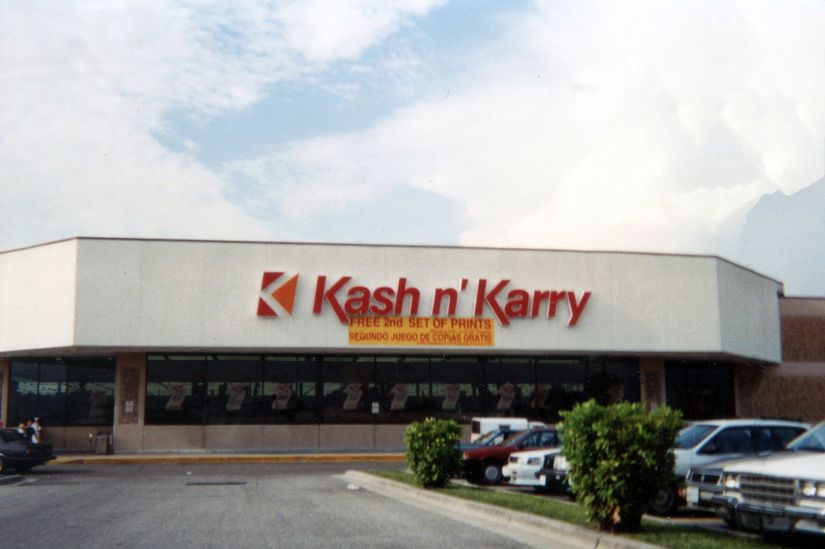 Kash n' Karry
FREE 2nd SET OF PRINTS
SEGUNDO JUEGO DE COPIAS GRATIS